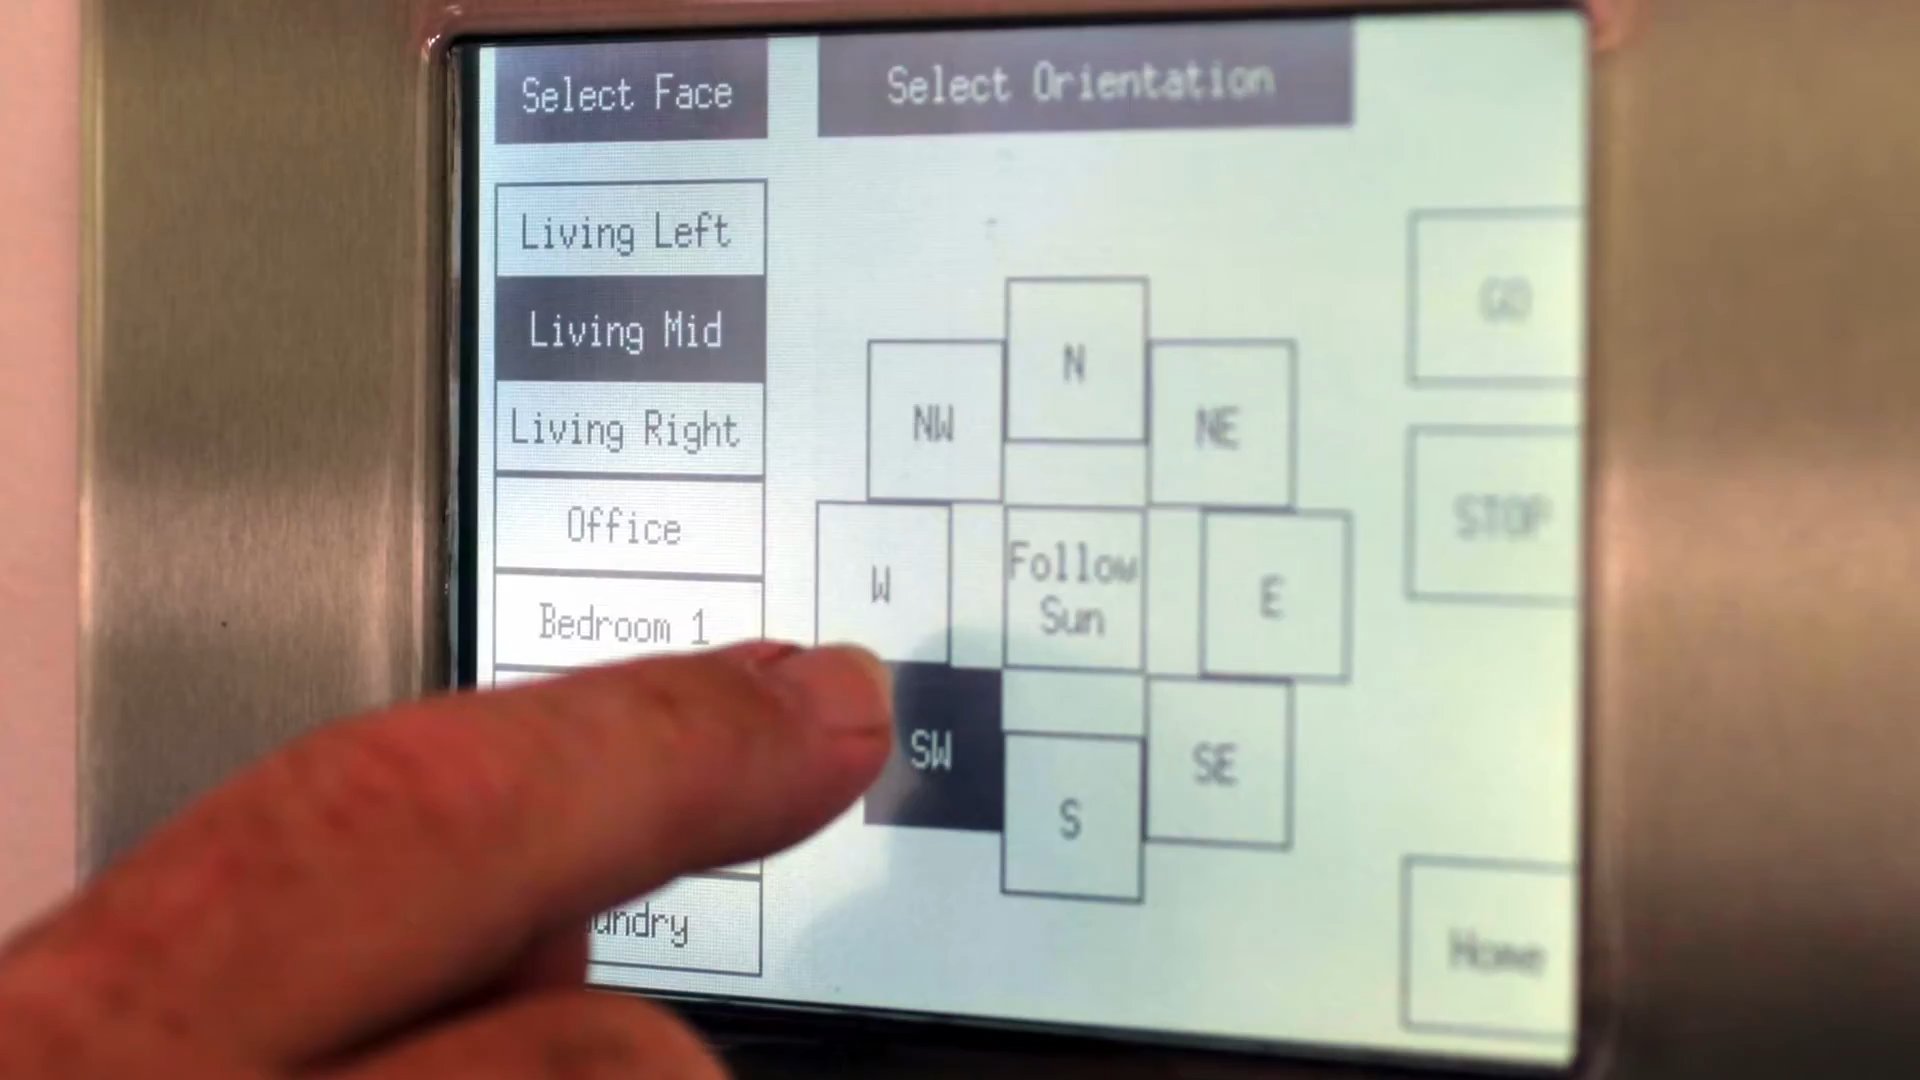 Select Face
Select Orientation
Living Left
Living Mid
Living Right
Office
Bedroom 1
N
NW
NE
W
Follow
Sun
E
SW
SE
S
GO
STOP
Home